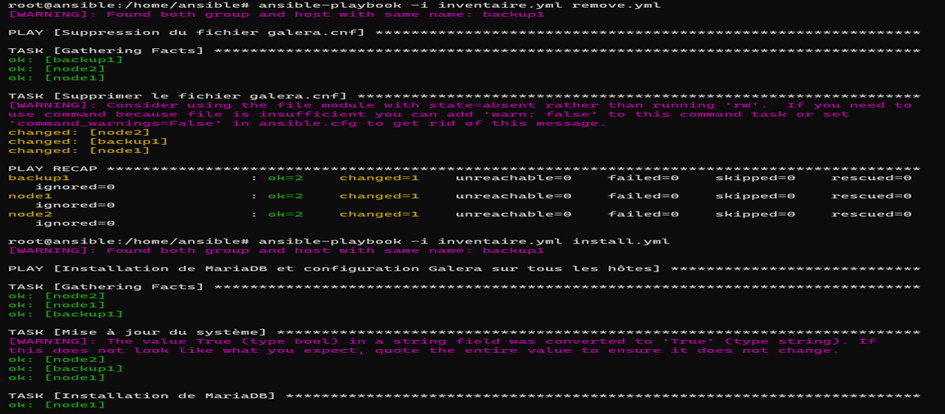 root@ansible:/home/ansible# ansible-playbook -i inventaire.yml remove.yml
[WARNING]: Found both group and host with same name: backup1
PLAY [Suppression du fichier galera.cnf] *************************************************************
TASK [Gathering Facts] *******************************************************************************
ok: [backup1]
ok: [node2]
ok: [node1]
TASK [Supprimer le fichier galera.cnf] ***************************************************************
[WARNING]: Consider using the file module with state=absent rather than running 'rm'.  If you need to
use command because file is insufficient you can add 'warn: false' to this command task or set
'command_warnings=False' in ansible.cfg to get rid of this message.
changed: [node2]
changed: [backup1]
changed: [node1]
PLAY RECAP *******************************************************************************************
backup1                    : ok=2    changed=1    unreachable=0    failed=0    skipped=0    rescued=0
   ignored=0
node1                      : ok=2    changed=1    unreachable=0    failed=0    skipped=0    rescued=0
   ignored=0
node2                      : ok=2    changed=1    unreachable=0    failed=0    skipped=0    rescued=0
   ignored=0
root@ansible:/home/ansible# ansible-playbook -i inventaire.yml install.yml
[WARNING]: Found both group and host with same name: backup1
PLAY [Installation de MariaDB et configuration Galera sur tous les hôtes] ****************************
TASK [Gathering Facts] *******************************************************************************
ok: [node2]
ok: [node1]
ok: [backup1]
TASK [Mise à jour du système] ************************************************************************
[WARNING]: The value True (type bool) in a string field was converted to 'True' (type string). If
this does not look like what you expect, quote the entire value to ensure it does not change.
ok: [node2]
ok: [backup1]
ok: [node1]
TASK [Installation de MariaDB] ***********************************************************************
ok: [node1]